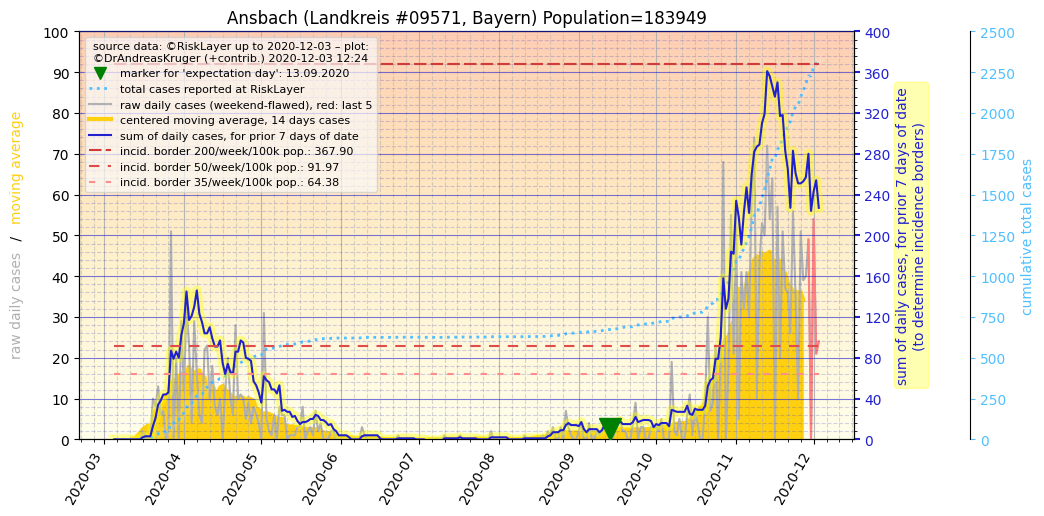 Ansbach (Landkreis #09571, Bayern) Population=183949
source data: ©RiskLayer up to 2020-12-03 – plot:
©DrAndreasKruger (+contrib.) 2020-12-03 12:24
marker for 'expectation day': 13.09.2020
total cases reported at RiskLayer
raw daily cases (weekend-flawed), red: last 5
centered moving average, 14 days cases
sum of daily cases, for prior 7 days of date
incid. border 200/week/100k pop.: 367.90
incid. border 50/week/100k pop.: 91.97
incid. border 35/week/100k pop.: 64.38
raw daily cases / moving average
100
90
80
70
60
50
40
30
20
10
0
400
360
320
280
240
200
160
120
80
40
0
sum of daily cases, for prior 7 days of date
(to determine incidence borders)
2500
2250
2000
1750
1500
1250
1000
750
500
250
0
cumulative total cases
2020-03
2020-04
2020-05
2020-06
2020-07
2020-08
2020-09
2020-10
2020-11
2020-12